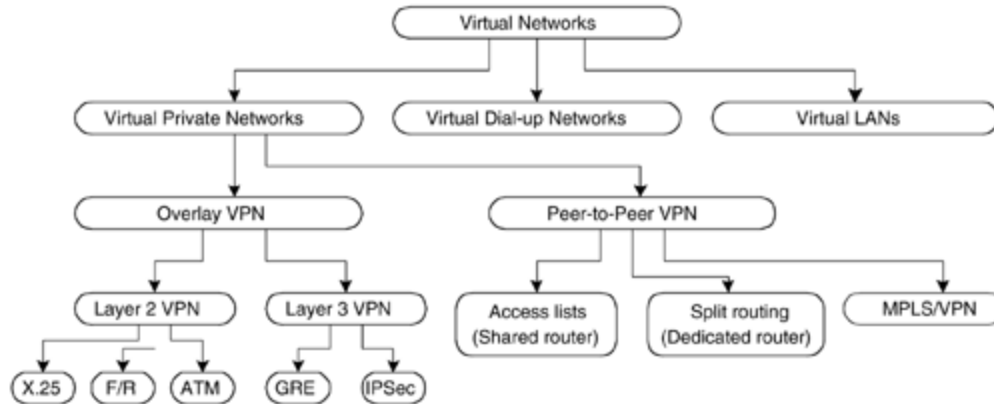 Virtual Networks
Virtual Private Networks
Virtual Dial-up Networks
Virtual LANs
Overlay VPN
Peer-to-Peer VPN
Layer 2 VPN
Layer 3 VPN
Access lists
(Shared router)
Split routing
(Dedicated router)
MPLS/VPN
X.25
F/R
ATM
GRE
IPSec